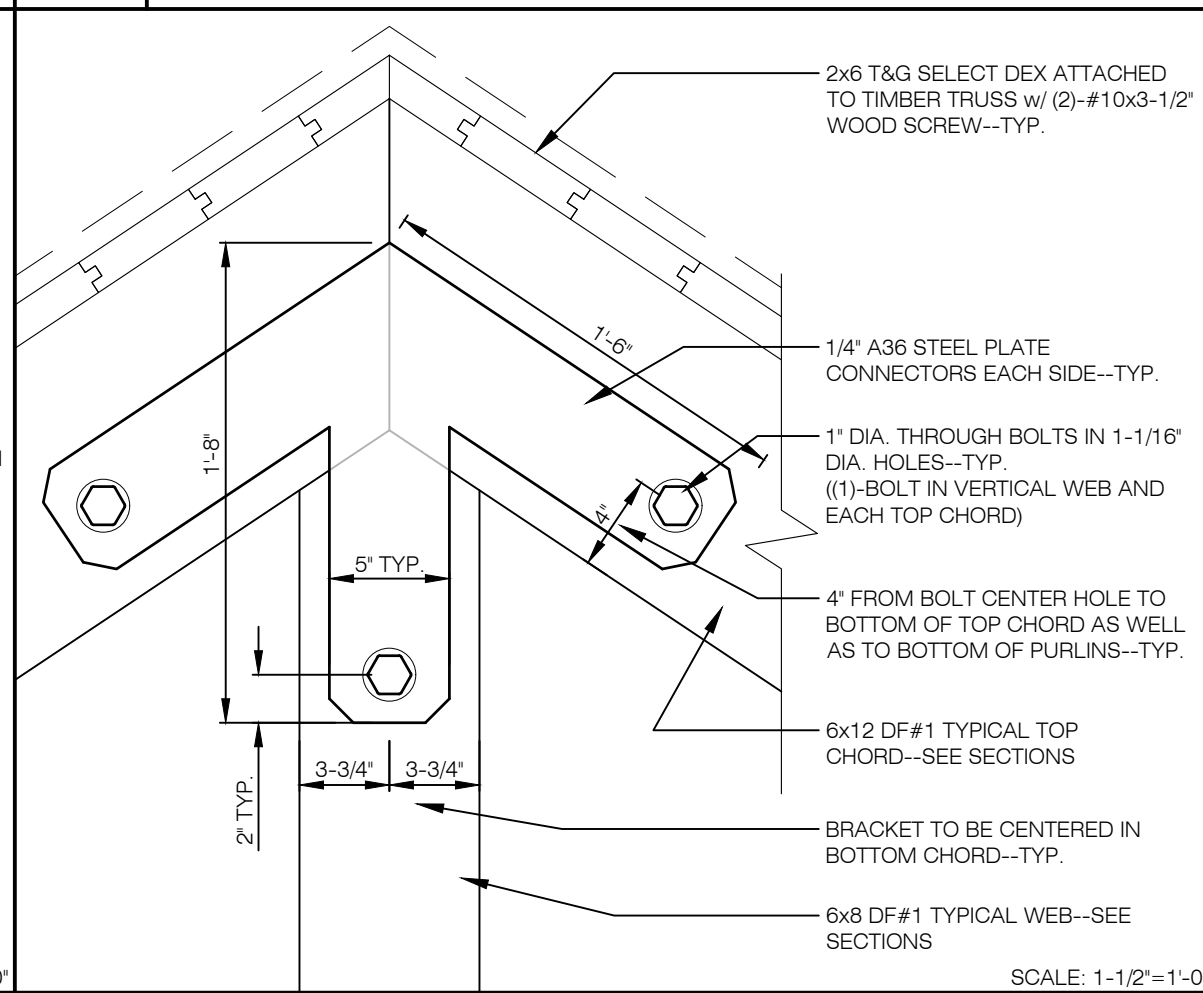 2x6 T&G SELECT DEX ATTACHED
TO TIMBER TRUSS w/ (2)-#10x3-1/2"
WOOD SCREW--TYP.
1'-6"
1/4" A36 STEEL PLATE
CONNECTORS EACH SIDE--TYP.
1'-8"
1" DIA. THROUGH BOLTS IN 1-1/16"
DIA. HOLES--TYP.
((1)-BOLT IN VERTICAL WEB AND
EACH TOP CHORD)
4"
5" TYP.
4" FROM BOLT CENTER HOLE TO
BOTTOM OF TOP CHORD AS WELL
AS TO BOTTOM OF PURLINS--TYP.
6x12 DF#1 TYPICAL TOP
CHORD--SEE SECTIONS
3-3/4" 3-3/4"
2" TYP.
BRACKET TO BE CENTERED IN
BOTTOM CHORD--TYP.
6x8 DF#1 TYPICAL WEB--SEE
SECTIONS
0"
SCALE: 1-1/2"=1'-0